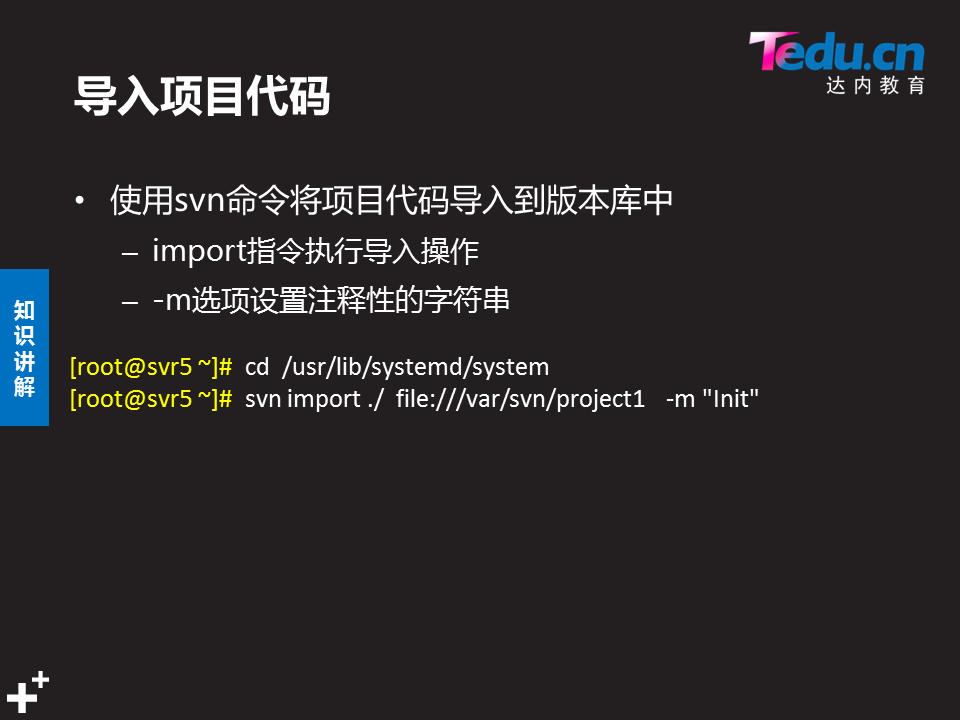 Tedu.cn
达内教育
导入项目代码
• 使用svn命令将项目代码导入到版本库中
– import指令执行导入操作
– -m选项设置注释性的字符串
知识讲解
[root@svr5 ~]# cd /usr/lib/systemd/system
[root@svr5 ~]# svn import ./ file:///var/svn/project1 -m "Init"